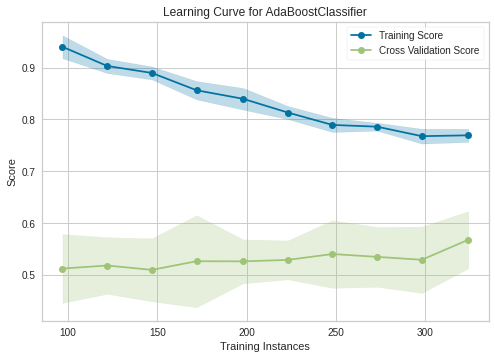 Learning Curve for AdaBoostClassifier
Training Score
Cross Validation Score
0.9
0.8
0.7
0.6
0.5
Score
100
150
200
250
300
Training Instances